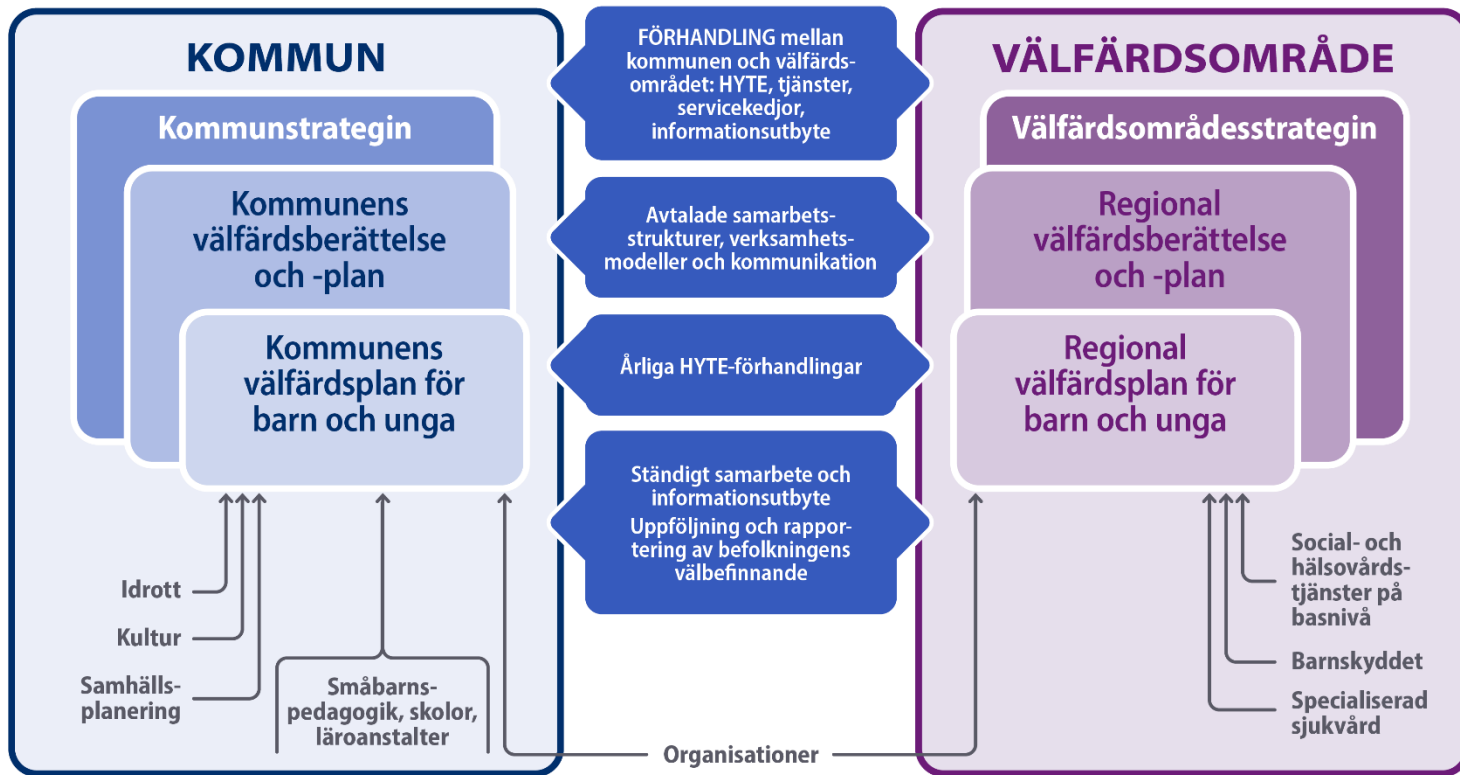 KOMMUN
Kommunstrategin
Kommunens
välfärdsberättelse
och -plan
Kommunens
välfärdsplan för
barn och unga
Idrott
Kultur
Samhälls-
planering
Småbarns-
pedagogik, skolor,
läroanstalter
FÖRHANDLING mellan
kommunen och välfärds-
området: HYTE, tjänster,
servicekedjor,
informationsutbyte
Avtalade samarbets-
strukturer, verksamhets-
modeller och kommunikation
Årliga HYTE-förhandlingar
Ständigt samarbete och
informationsutbyte
Uppföljning och rappor-
tering av befolkningens
välbefinnande
Organisationer
VÄLFÄRDSOMRÅDE
Välfärdsområdesstrategin
Regional
välfärdsberättelse
och -plan
Regional
välfärdsplan för
barn och unga
Social- och
hälsovårds-
tjänster på
basnivå
Barnskyddet
Specialiserad
sjukvård